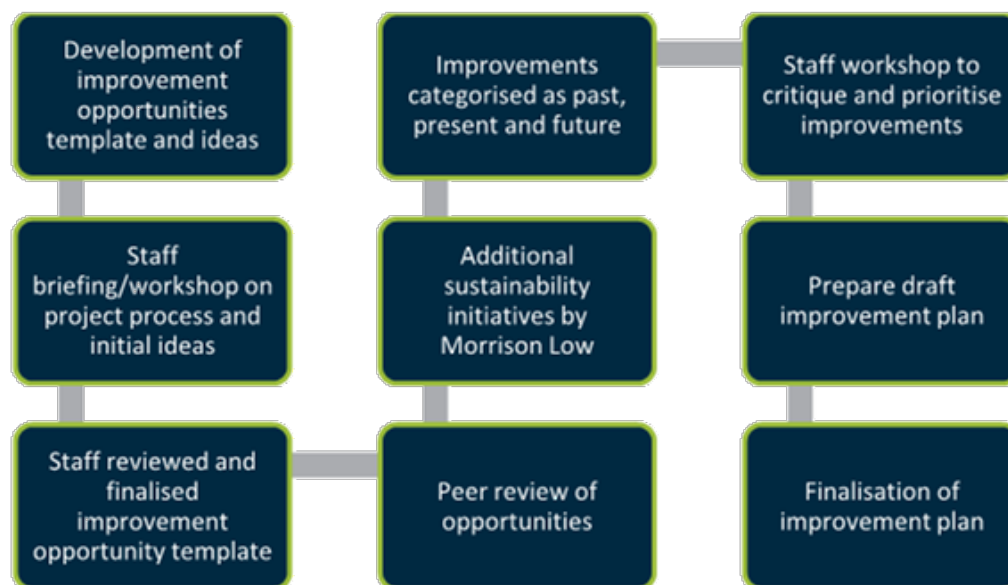 Development of
improvement
opportunities
template and ideas
Staff
briefing/workshop on
project process and
initial ideas
Staff reviewed and
finalised
improvement
opportunity template
Peer review of
opportunities
Additional
sustainability
initiatives by
Morrison Low
Improvements
categorised as past,
present and future
Staff workshop to
critique and prioritise
improvements
Prepare draft
improvement plan
Finalisation of
improvement plan